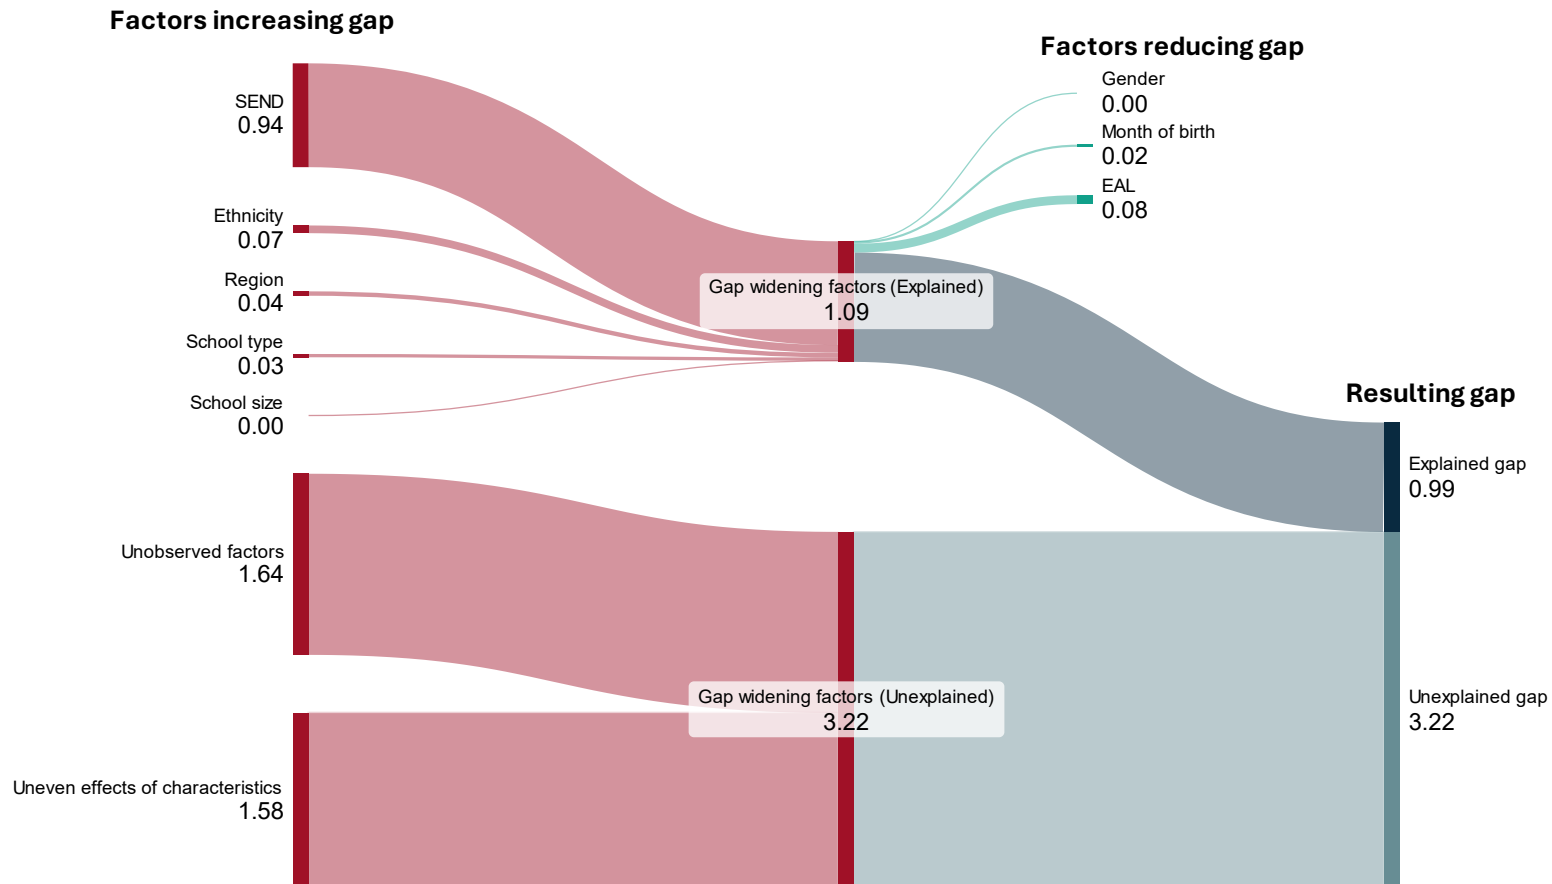 Factors increasing gap
SEND
0.94
Ethnicity
0.07
Region
0.04
School type
0.03
School size
0.00
Unobserved factors
1.64
Uneven effects of characteristics
1.58
Gap widening factors (Explained)
1.09
Gap widening factors (Unexplained)
3.22
Factors reducing gap
Gender
0.00
Month of birth
0.02
EAL
0.08
Resulting gap
Explained gap
0.99
Unexplained gap
3.22